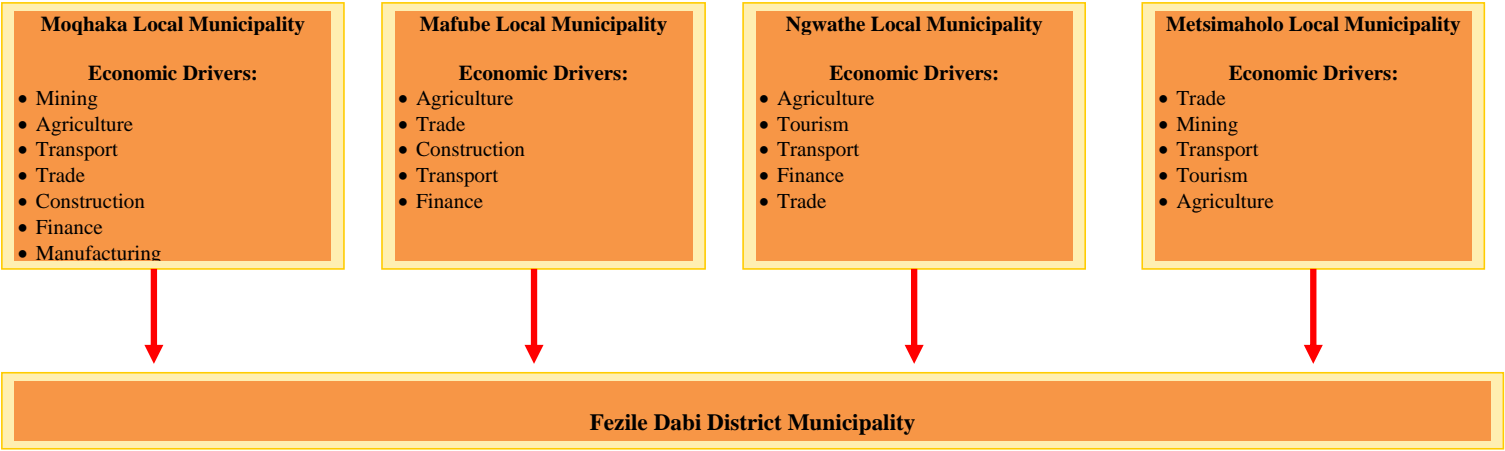 Moqhaka Local Municipality
Economic Drivers:
• Mining
• Agriculture
• Transport
• Trade
• Construction
• Finance
• Manufacturing
Mafube Local Municipality
Economic Drivers:
• Agriculture
• Trade
• Construction
• Transport
• Finance
Ngwathe Local Municipality
Economic Drivers:
• Agriculture
• Tourism
• Transport
• Finance
• Trade
Metsimaholo Local Municipality
Economic Drivers:
• Trade
• Mining
• Transport
• Tourism
• Agriculture
Fezile Dabi District Municipality